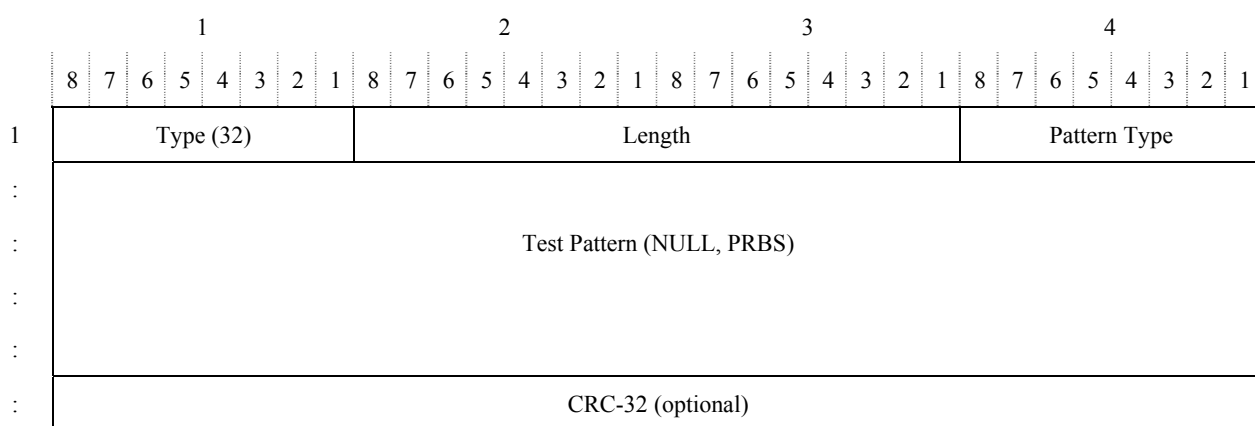 1 2 3 4
8 7 6 5 4 3 2 1 8 7 6 5 4 3 2 1 8 7 6 5 4 3 2 1 8 7 6 5 4 3 2 1
1 Type (32) Length Pattern Type
:
: Test Pattern (NULL, PRBS)
:
:
: CRC-32 (optional)